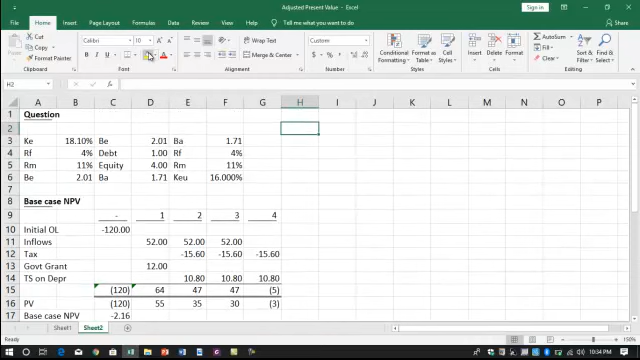 Adjusted Present Value - Excel
Sign in
File Home Insert Page Layout Formulas Data Review View Help Tell me what you want to do
Share
Cut
Copy
Format Painter
Clipboard
Calibri 10
B I U
Font
Wrap Text
Merge & Center
Alignment
Number
Conditional Formatting
Format as Table
Cell Styles
Styles
Insert Delete Format
Cells
AutoSum
Fill
Clear
Sort & Filter
Find & Select
Editing
H2
A B C D E F G H I J K L M N O P
1 Question
2
3 Ke 18.10% Be 2.01 Ba 1.71
4 Rf 4% Debt 1.00 Rf 4%
5 Rm 11% Equity 4.00 Rm 11%
6 Be 2.01 Ba 1.71 Keu 16.000%
7
8 Base case NPV
9 - 1 2 3 4
10 Initial OL -120.00
11 Inflows 52.00 52.00 52.00
12 Tax -15.60 -15.60 -15.60
13 Govt Grant 12.00
14 TS on Depr 10.80 10.80 10.80
15 (120) 64 47 47 (5)
16 PV (120) 55 35 30 (3)
17 Base case NPV -2.16
Sheet1 Sheet2
150%
10:34 PM